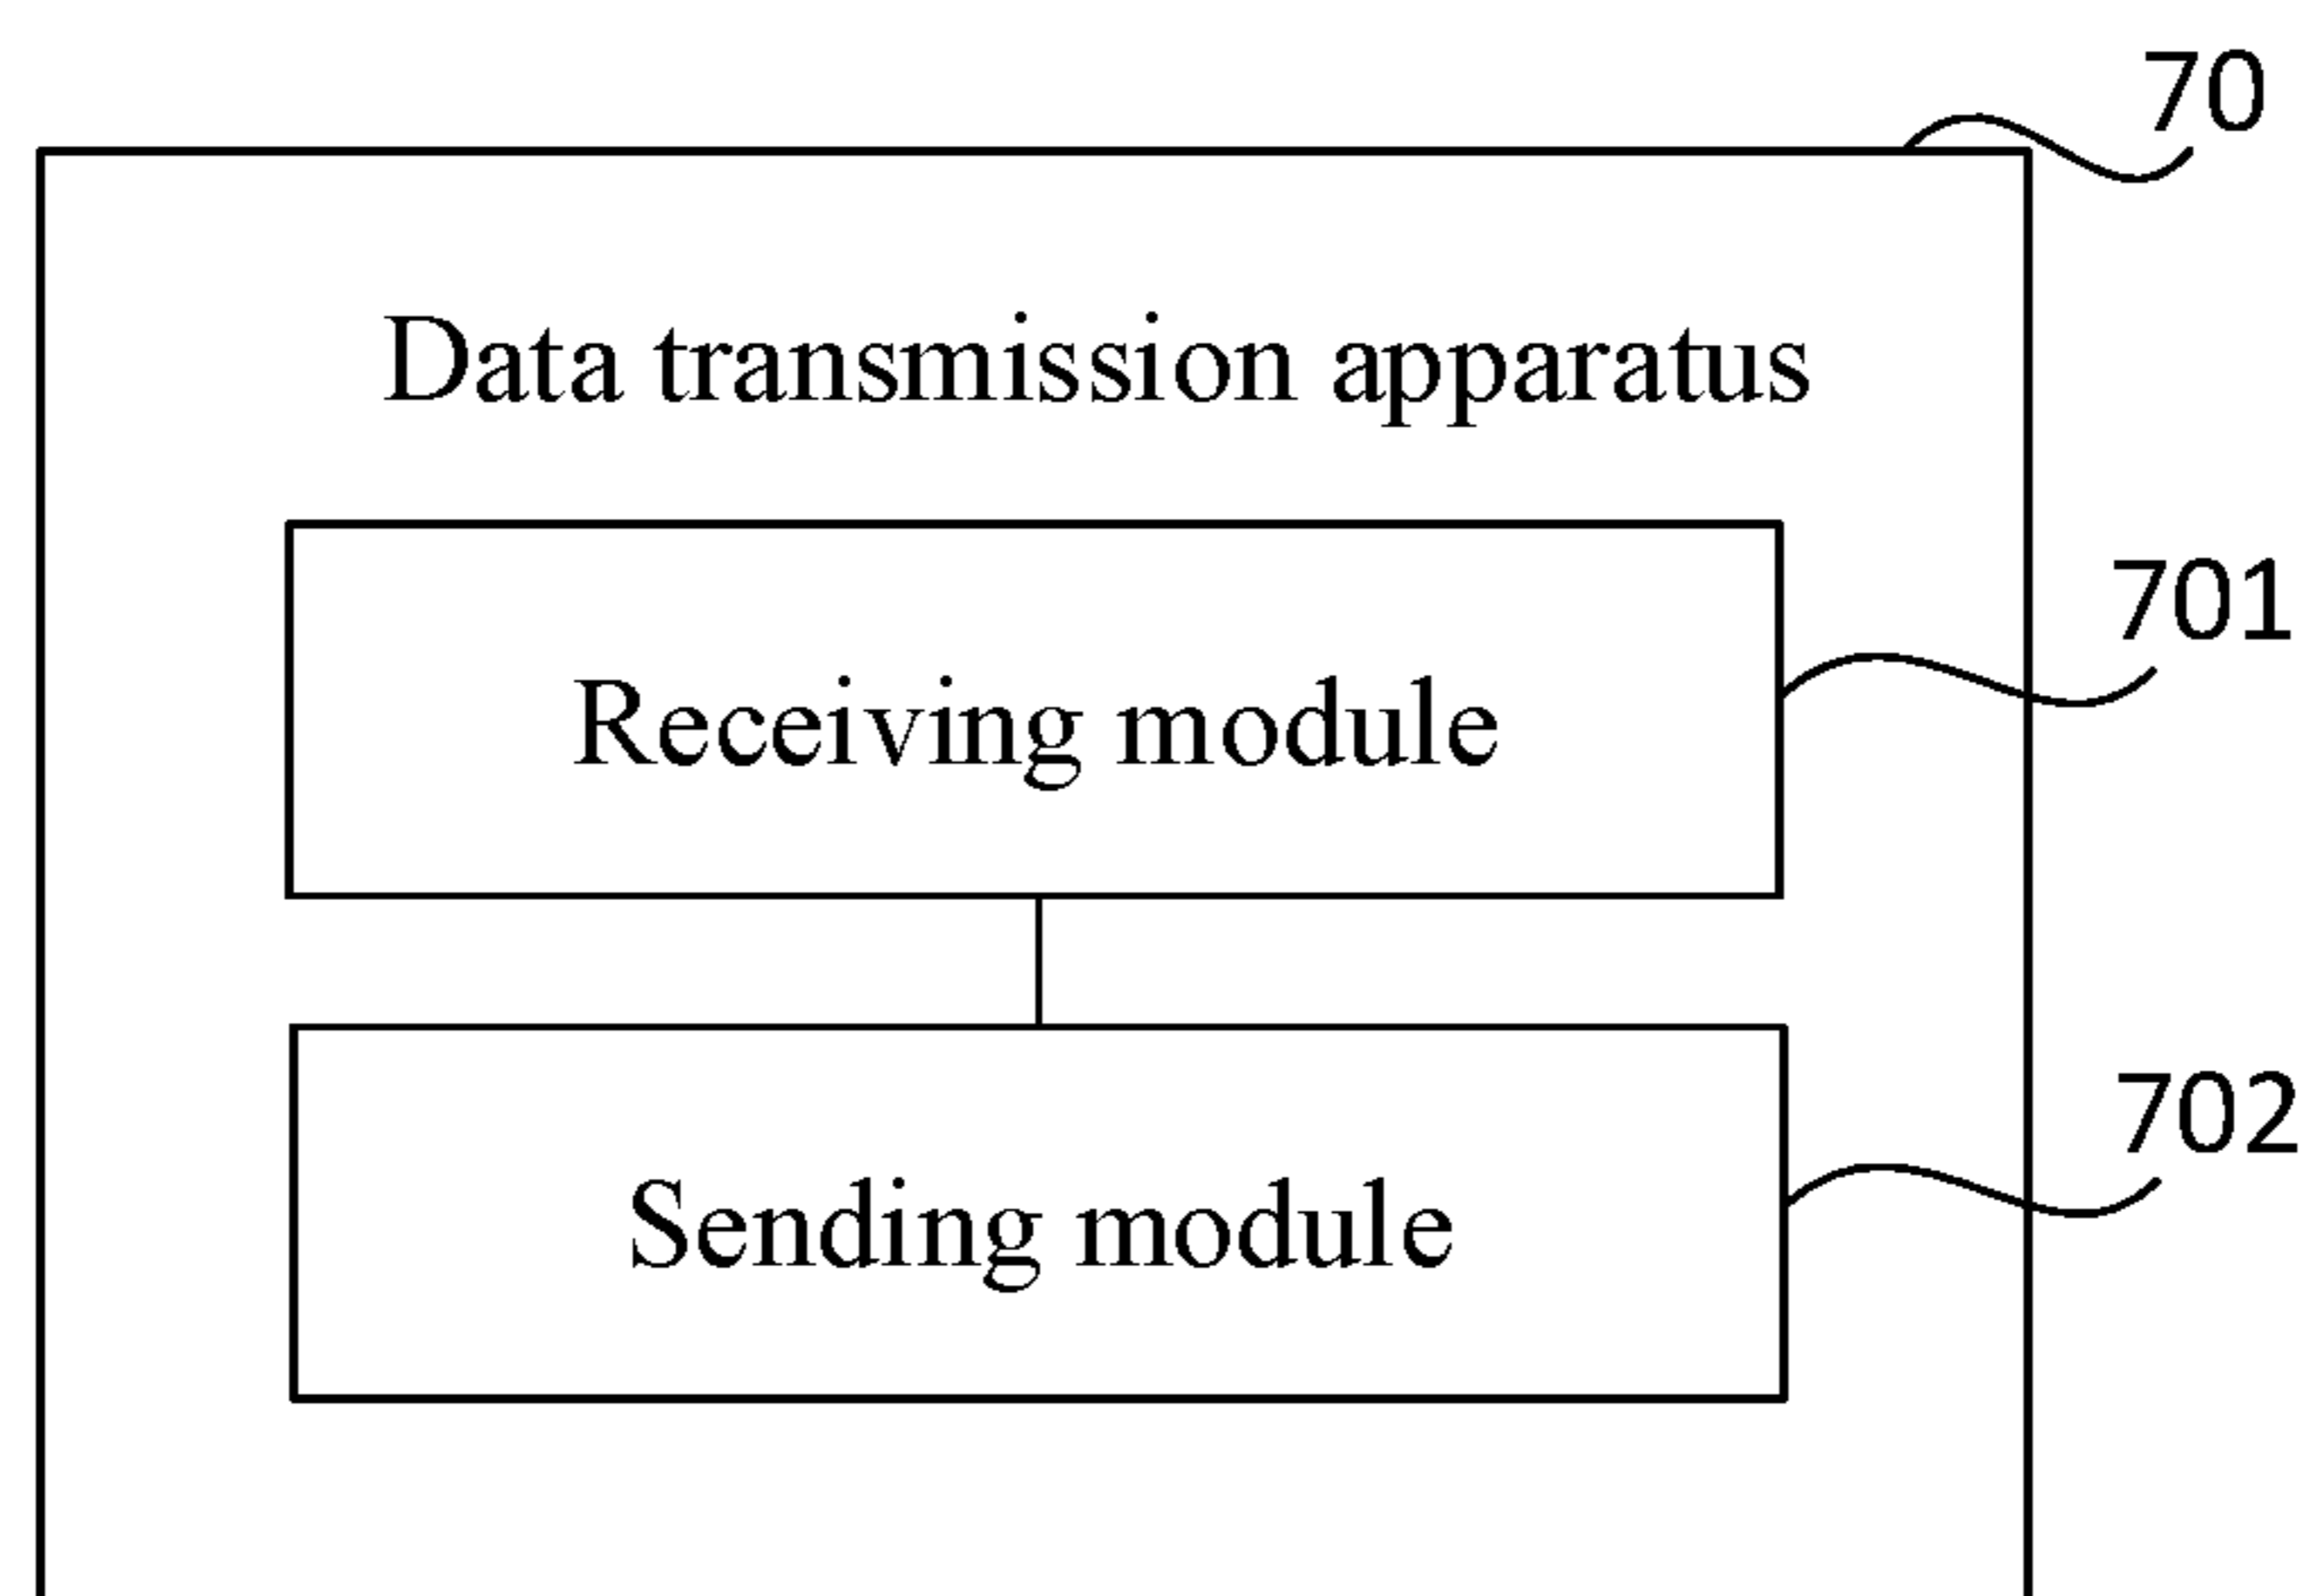 70
Data transmission apparatus
701
Receiving module
702
Sending module